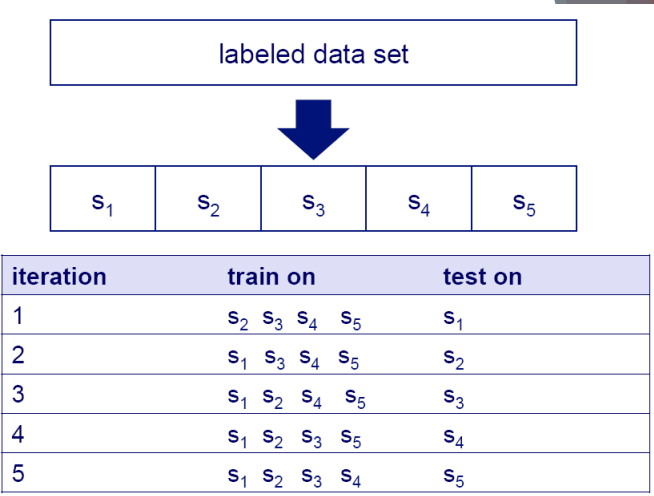 labeled data set
s₁ s₂ s₃ s₄ s₅
iteration train on test on
1 s₂ s₃ s₄ s₅ s₁
2 s₁ s₃ s₄ s₅ s₂
3 s₁ s₂ s₄ s₅ s₃
4 s₁ s₂ s₃ s₅ s₄
5 s₁ s₂ s₃ s₄ s₅